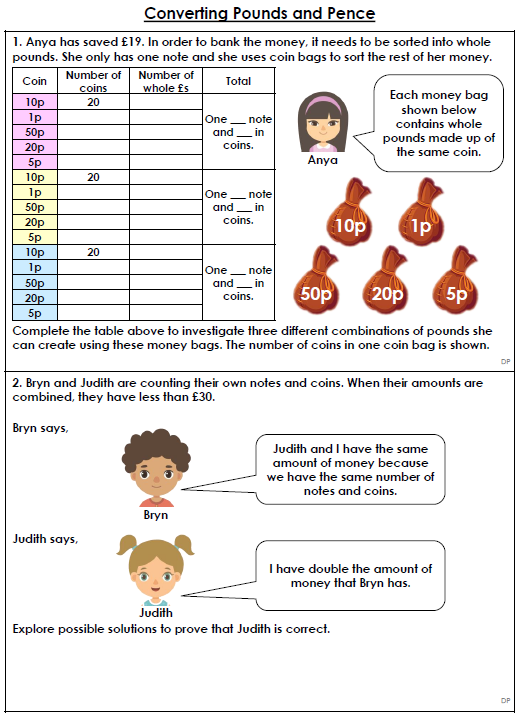 Converting Pounds and Pence
1. Anya has saved £19. In order to bank the money, it needs to be sorted into whole
pounds. She only has one note and she uses coin bags to sort the rest of her money.
Coin Number of coins Number of whole £s Total
10p 20
1p
50p
20p
5p
One ___ note
and ___ in
coins.
10p 20
1p
50p
20p
5p
One ___ note
and ___ in
coins.
10p 20
1p
50p
20p
5p
One ___ note
and ___ in
coins.
Anya
Each money bag
shown below
contains whole
pounds made up of
the same coin.
10p 1p
50p 20p 5p
Complete the table above to investigate three different combinations of pounds she
can create using these money bags. The number of coins in one coin bag is shown.
DP
2. Bryn and Judith are counting their own notes and coins. When their amounts are
combined, they have less than £30.
Bryn says,
Judith and I have the same
amount of money because
we have the same number of
notes and coins.
Bryn
Judith says,
I have double the amount of
money that Bryn has.
Judith
Explore possible solutions to prove that Judith is correct.
DP